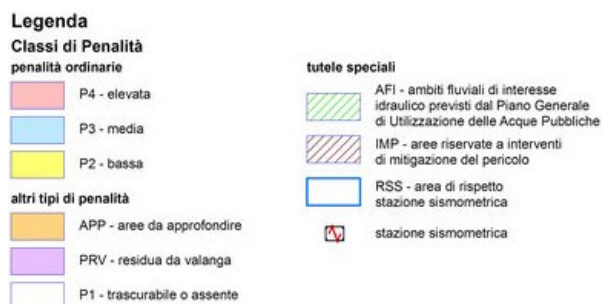 Legenda
Classi di Penalità
penalità ordinarie
P4 - elevata
P3 - media
P2 - bassa
altri tipi di penalità
APP - aree da approfondire
PRV - residua da valanga
P1 - trascurabile o assente
tutele speciali
AFI - ambiti fluviali di interesse
idraulico previsti dal Piano Generale
di Utilizzazione delle Acque Pubbliche
IMP - aree riservate a interventi
di mitigazione del pericolo
RSS - area di rispetto
stazione sismometrica
stazione sismometrica